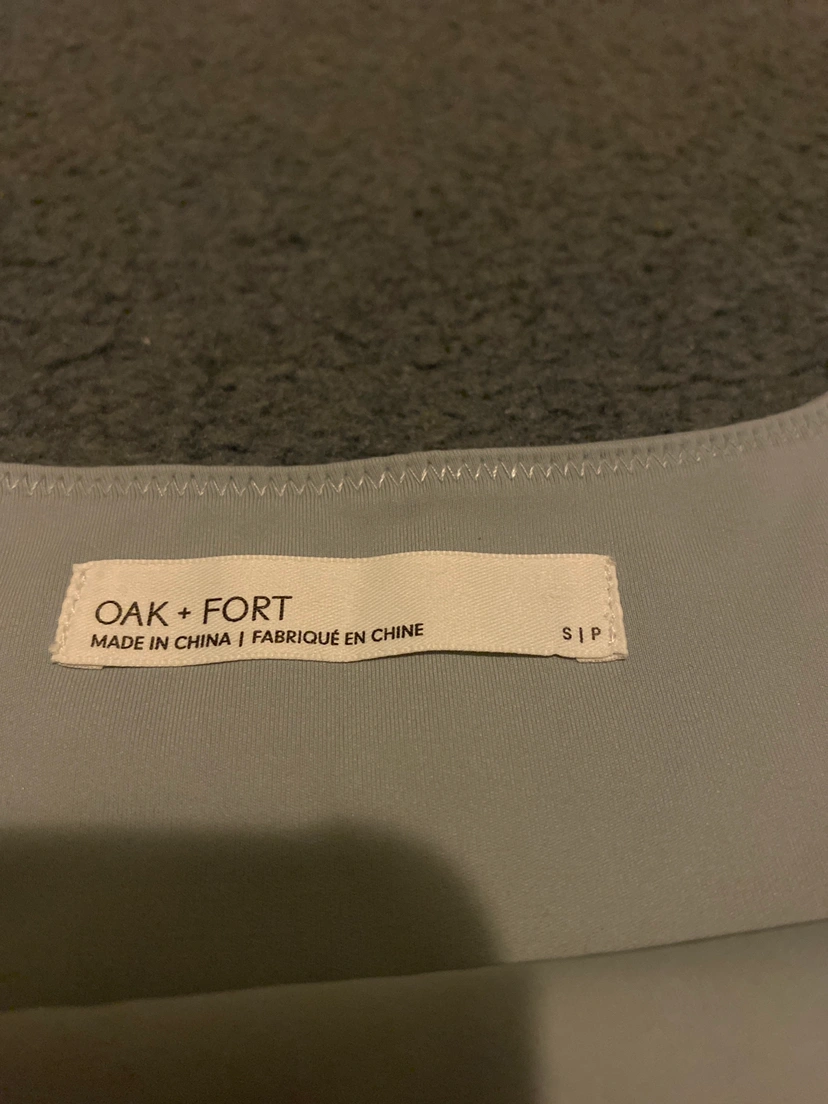 OAK + FORT
MADE IN CHINA | FABRIQUÉ EN CHINE
S | P